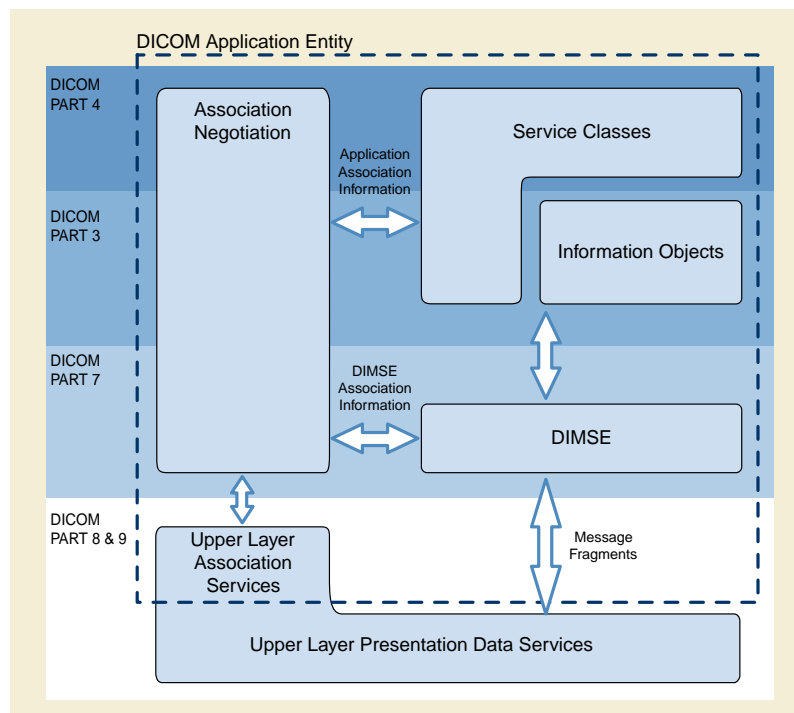 DICOM Application Entity
DICOM
PART 4
Association
Negotiation
Service Classes
Application
Association
Information
DICOM
PART 3
Information Objects
DICOM
PART 7
DIMSE
Association
Information
DIMSE
DICOM
PART 8 & 9
Upper Layer
Association
Services
Message
Fragments
Upper Layer Presentation Data Services